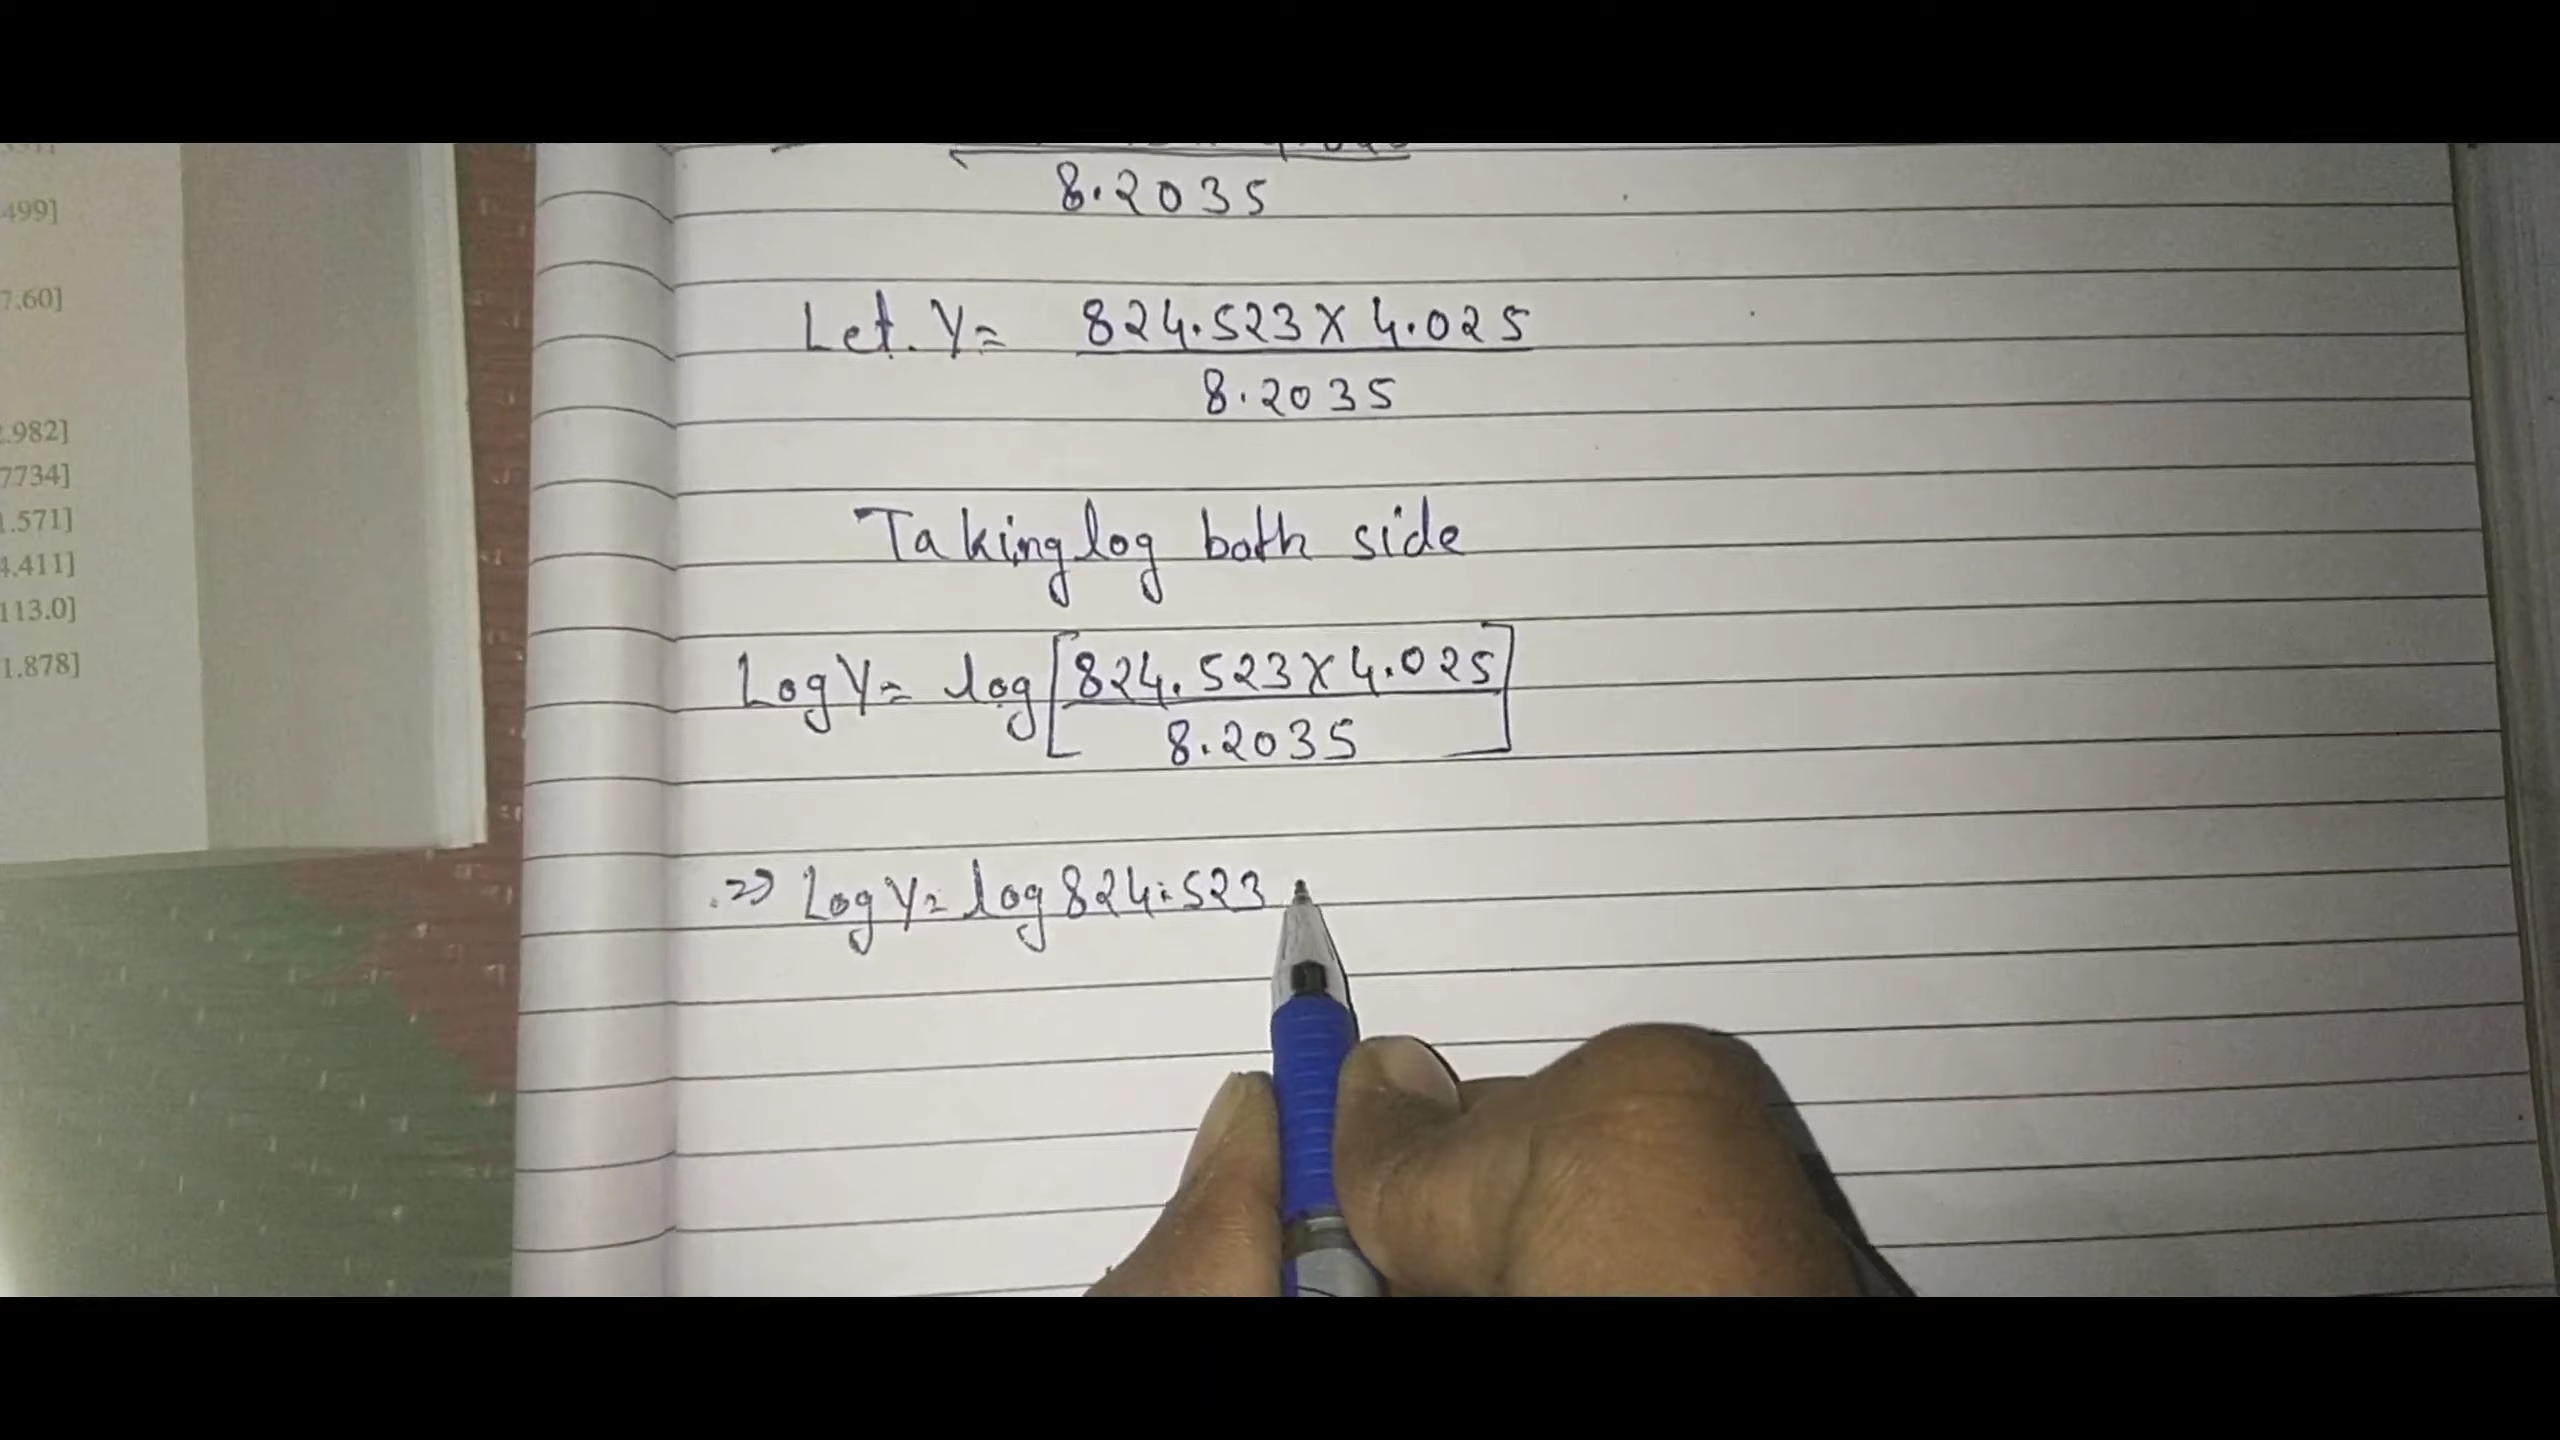 499]
7.60]
.982]
7734]
1.571]
4.411]
113.0]
1.878]
8.2035
Let. Y= 824.523 X 4.025
8.2035
Taking log both side
Log Y= log [824.523 X 4.025]
8.2035
=> Log Y= log 824.523